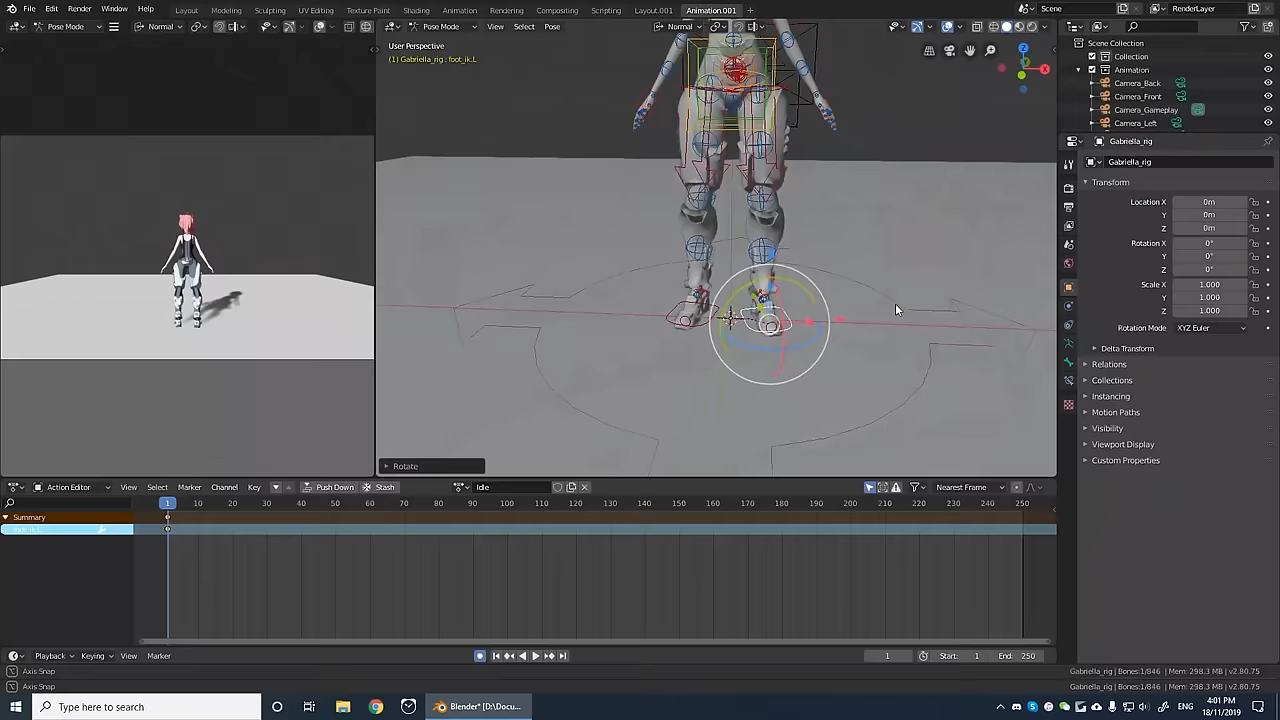 File Edit Render Window Help Layout Modeling Sculpting UV Editing Texture Paint Shading Animation Rendering Compositing Scripting Layout.001 Animation.001 Scene RenderLayer
Pose Mode Normal Pose Mode View Select Pose Normal
User Perspective
(1) Gabriella_rig : foot_ik.L
Z
X
Scene Collection
Collection
Animation
Camera_Back
Camera_Front
Camera_Gameplay
Camera_Left
Gabriella_rig
Gabriella_rig
Transform
Location X 0m
Y 0m
Z 0m
Rotation X 0°
Y 0°
Z 0°
Scale X 1.000
Y 1.000
Z 1.000
Rotation Mode XYZ Euler
Delta Transform
Relations
Collections
Instancing
Motion Paths
Visibility
Viewport Display
Custom Properties
Rotate
Action Editor View Select Marker Channel Key Push Down Stash Idle Nearest Frame
1 10 20 30 40 50 60 70 80 90 100 110 120 130 140 150 160 170 180 190 200 210 220 230 240 250
Summary
foot_ik.L
Playback Keying View Marker 1 Start: 1 End: 250
Axis Snap Gabriella_rig | Bones:1/846 | Mem: 298.3 MB | v2.80.75
Axis Snap Gabriella_rig | Bones:1/846 | Mem: 298.3 MB | v2.80.75
Type here to search Blender* [D:\Docu... ENG 4:01 PM
18/11/2019